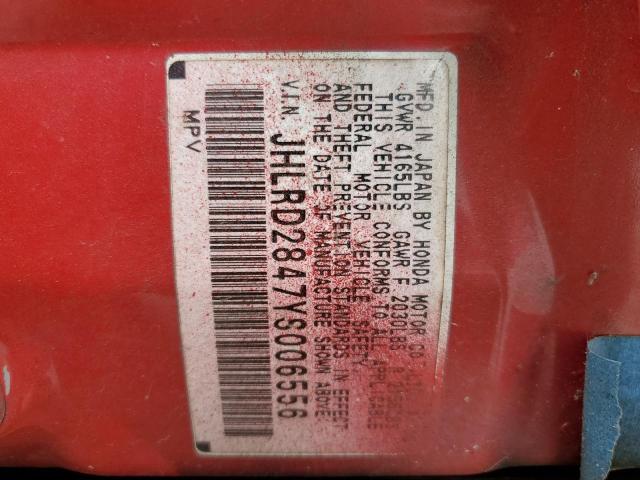 MFD. IN JAPAN BY HONDA MOTOR CO
GVWR 4165LBS GAWR F 2030LBS
THIS VEHICLE CONFORMS TO ALL APPLICABLE
FEDERAL MOTOR VEHICLE SAFETY
AND THEFT PREVENTION STANDARDS IN EFFECT
ON THE DATE OF MANUFACTURE SHOWN ABOVE.
V.I.N. JHLRD2847YS006556
MPV